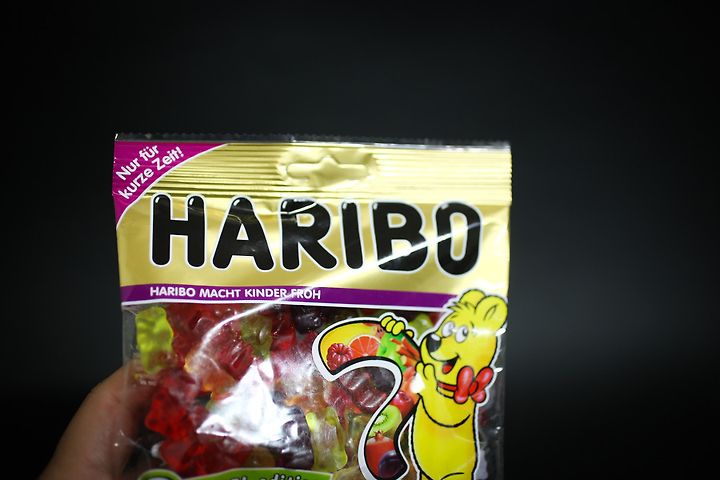 Nur für
kurze Zeit!
HARIBO
HARIBO MACHT KINDER FROH